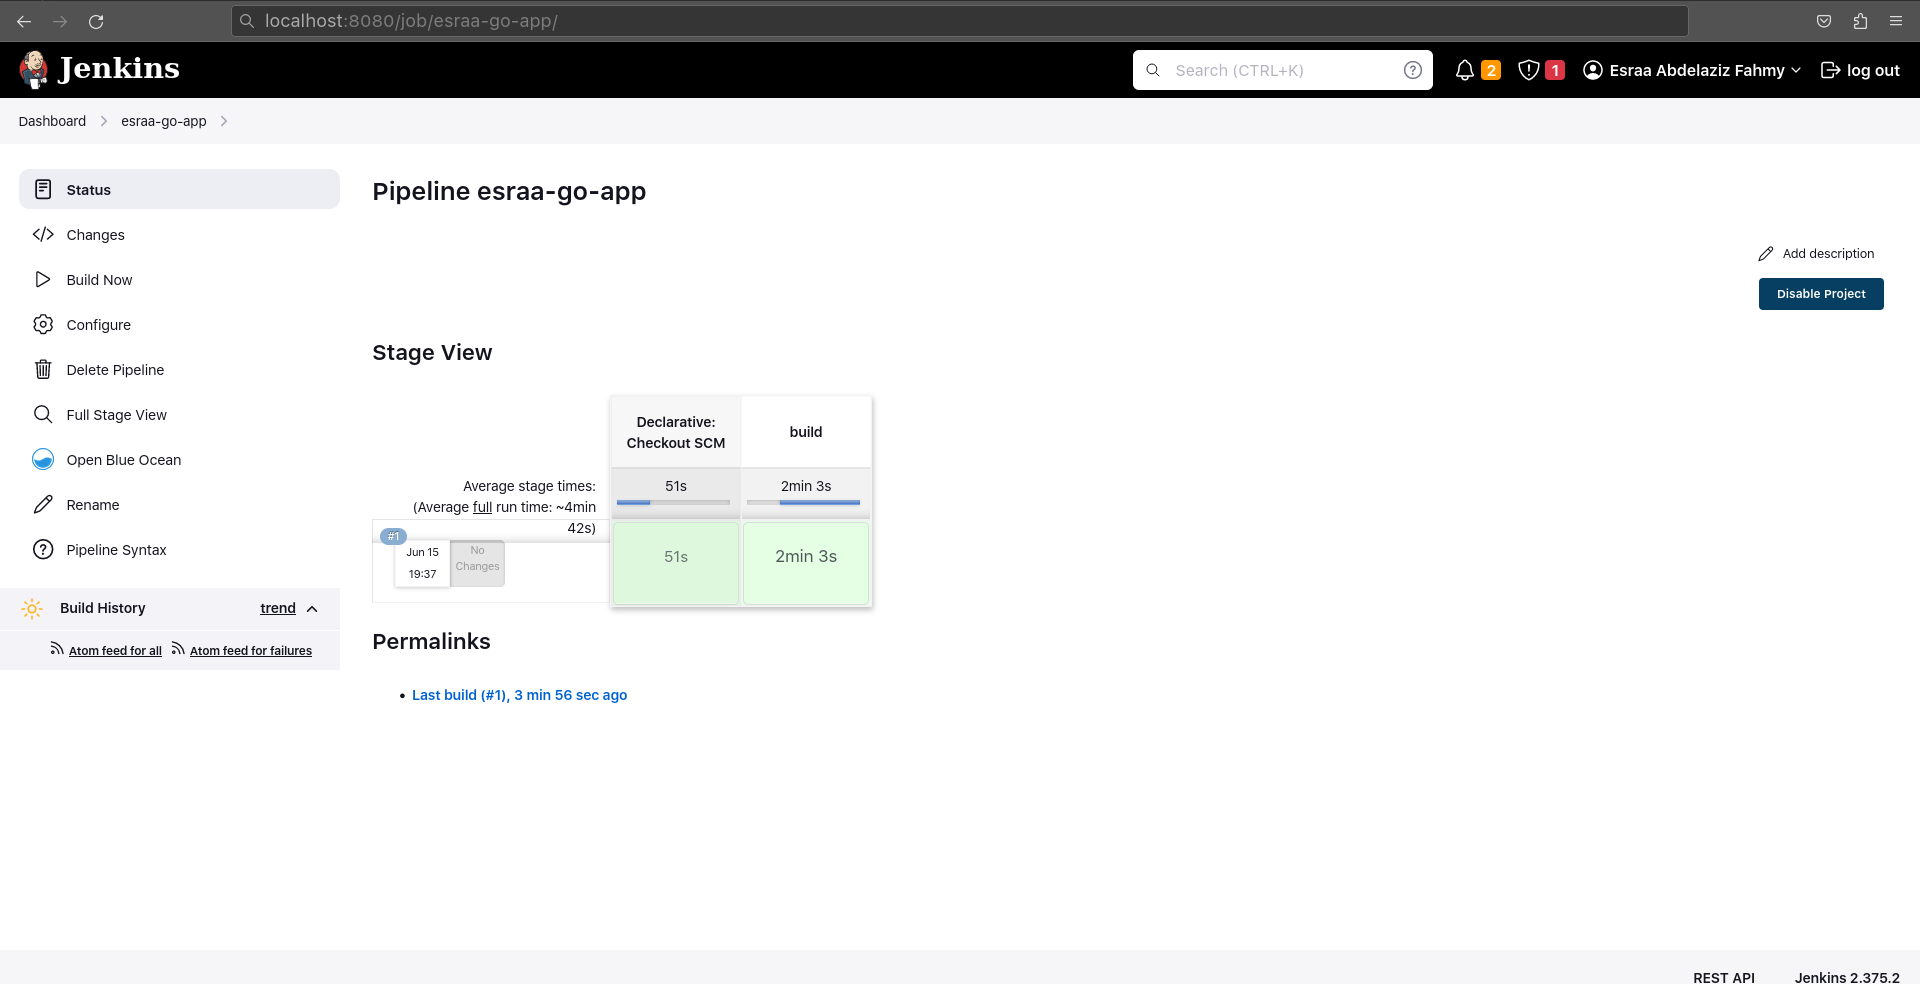 localhost:8080/job/esraa-go-app/
Jenkins
Search (CTRL+K)
2
1
Esraa Abdelaziz Fahmy
log out
Dashboard
esraa-go-app
Status
Changes
Build Now
Configure
Delete Pipeline
Full Stage View
Open Blue Ocean
Rename
Pipeline Syntax
Build History
trend
Atom feed for all
Atom feed for failures
Pipeline esraa-go-app
Add description
Disable Project
Stage View
Declarative:
Checkout SCM
build
Average stage times:
(Average full run time: ~4min
42s)
51s
2min 3s
#1
Jun 15
19:37
No
Changes
51s
2min 3s
Permalinks
• Last build (#1), 3 min 56 sec ago
REST API
Jenkins 2.375.2